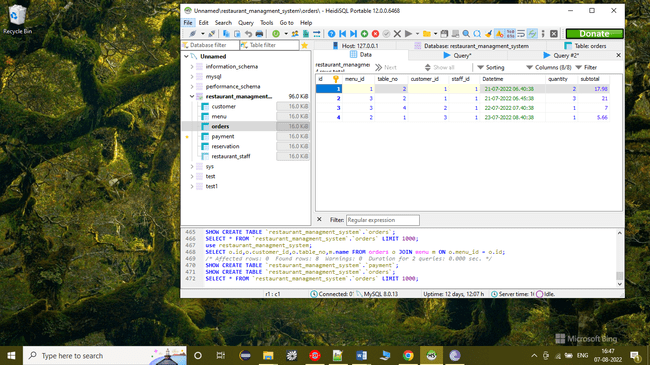 Recycle Bin
Unnamed\restaurant_managment_system\orders\ - HeidiSQL Portable 12.0.0.6468
File Edit Search Query Tools Go to Help
Donate
Database filter Table filter
Host: 127.0.0.1 Database: restaurant_managment_system Table: orders
Data Query* Query #2*
restaurant_managmen
Next Show all Sorting Columns (8/8) Filter
Unnamed
information_schema
mysql
performance_schema
restaurant_managment... 96.0 KiB
customer 16.0 KiB
menu 16.0 KiB
orders 16.0 KiB
payment 16.0 KiB
reservation 16.0 KiB
restaurant_staff 16.0 KiB
sys
test
test1
id menu_id table_no customer_id staff_id Datetime quantity subtotal
1 1 2 1 1 21-07-2022 06:40:38 2 17.98
2 3 2 1 1 21-07-2022 06:40:38 3 21
3 3 4 2 1 22-07-2022 07:40:38 1 7
4 2 1 3 1 23-07-2022 06:40:38 1 5.66
Filter: Regular expression
465 SHOW CREATE TABLE `restaurant_managment_system`.`orders`;
466 SELECT * FROM `restaurant_managment_system`.`orders` LIMIT 1000;
467 use restaurant_managment_system;
468 SELECT o.id,o.customer_id,o.table_no,m.name FROM orders o JOIN menu m ON o.menu_id = o.id;
469 /* Affected rows: 0 Found rows: 8 Warnings: 0 Duration for 2 queries: 0.000 sec. */
470 SHOW CREATE TABLE `restaurant_managment_system`.`payment`;
471 SHOW CREATE TABLE `restaurant_managment_system`.`orders`;
472 SELECT * FROM `restaurant_managment_system`.`orders` LIMIT 1000;
r1 : c1 Connected: 0 MySQL 8.0.13 Uptime: 12 days, 12:07 h Server time: 1 Idle.
Microsoft Bing
Type here to search
ENG
16:47
07-08-2022